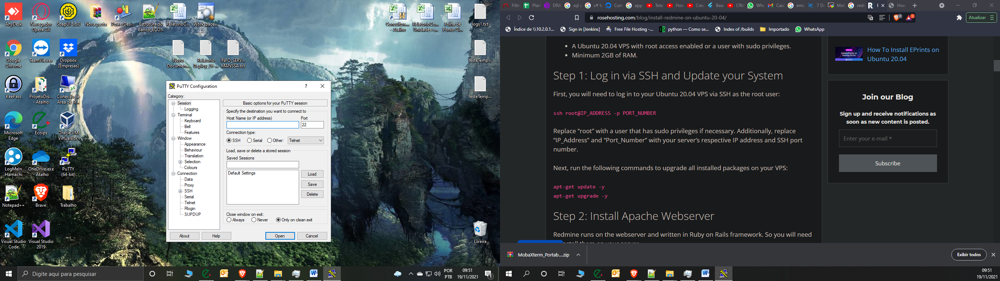 AnyDesk
Navegador
Opera GX
SoapUI 5.6.0
Nova pasta
PowerDesi...
Estrutura do
Banco_ECO...
RelatorioC...
Workspace...
Consultor...
- Atalho
RelatorioCo...
Unidades c...
Folha de
Ponto Cl...
logs1.txt
Google
Chrome
TeamViewer
Dropbox
(Empresas)
Novo
Documen...
Relatorio
Deploy_26-...
INFO_SERV...
MANSSA.txt
testeTemp...
KeePass
ProjetoDis...
- Atalho
Conexão de
Área de Tr...
testeTemp...
Microsoft
Edge
Ecolps
Oracle VM
VirtualBox
LogMeIn
Hamachi
OneDrive.exe
- Atalho
PuTTY
(64-bit)
Notepad++
Brave
Trabalho
Visual Studio
Code
Visual Studio
2019
Lixeira
PuTTY Configuration
?
Category:
Session
Logging
Terminal
Keyboard
Bell
Features
Window
Appearance
Behaviour
Translation
Selection
Colours
Connection
Data
Proxy
SSH
Serial
Telnet
Rlogin
SUPDUP
Basic options for your PuTTY session
Specify the destination you want to connect to
Host Name (or IP address) Port
22
Connection type:
SSH Serial Other: Telnet
Load, save or delete a stored session
Saved Sessions
Default Settings
Load
Save
Delete
Close window on exit:
Always Never Only on clean exit
About Help Open Cancel
Digite aqui para pesquisar
POR
PTB
09:51
19/11/2021
1
Filtro Plan DRA sql a c# te Com app. Teta How Crea Beau CRIA Wha Caix emu 7 Do Mob redm How
rosehosting.com/blog/install-redmine-on-ubuntu-20-04/
7
1
Atualizar
Índice de \\10.2.0.1... Sign in [Jenkins] Free File Hosting -... python — Como se... Index of /builds Importado WhatsApp
A Ubuntu 20.04 VPS with root access enabled or a user with sudo privileges.
Minimum 2GB of RAM.
Step 1: Log in via SSH and Update your System
First, you will need to log in to your Ubuntu 20.04 VPS via SSH as the root user:
ssh root@IP_ADDRESS -p PORT_NUMBER
Replace “root” with a user that has sudo privileges if necessary. Additionally, replace
“IP_Address” and “Port_Number” with your server’s respective IP address and SSH port
number.
Next, run the following commands to upgrade all installed packages on your VPS:
apt-get update -y
apt-get upgrade -y
Step 2: Install Apache Webserver
Redmine runs on the webserver and written in Ruby on Rails framework. So you will need
How To Install EPrints on
Ubuntu 20.04
Join our Blog
Sign up and receive notifications as
soon as new content is posted.
Enter your e-mail *
Subscribe
MobaXterm_Portab....zip
Exibir todos
09:51
19/11/2021